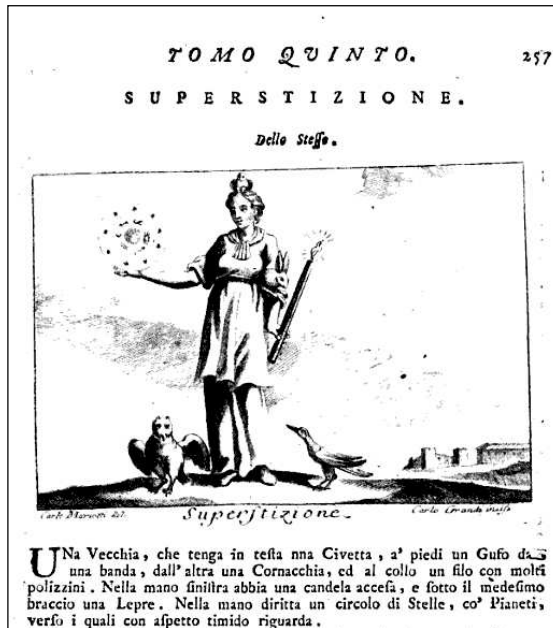 TOMO QVINTO. 257
SUPERSTIZIONE.
Dello Steſſo.
Carlo Mariotti del.
Superſtizione
Carlo Grandi incise
UNa Vecchia, che tenga in teſta nna Civetta, a' piedi un Gufo da
una banda, dall'altra una Cornacchia, ed al collo un filo con molti
polizzini. Nella mano ſiniſtra abbia una candela acceſa, e ſotto il medeſimo
braccio una Lepre. Nella mano diritta un circolo di Stelle, co' Pianeti,
verſo i quali con aſpetto timido riguarda.